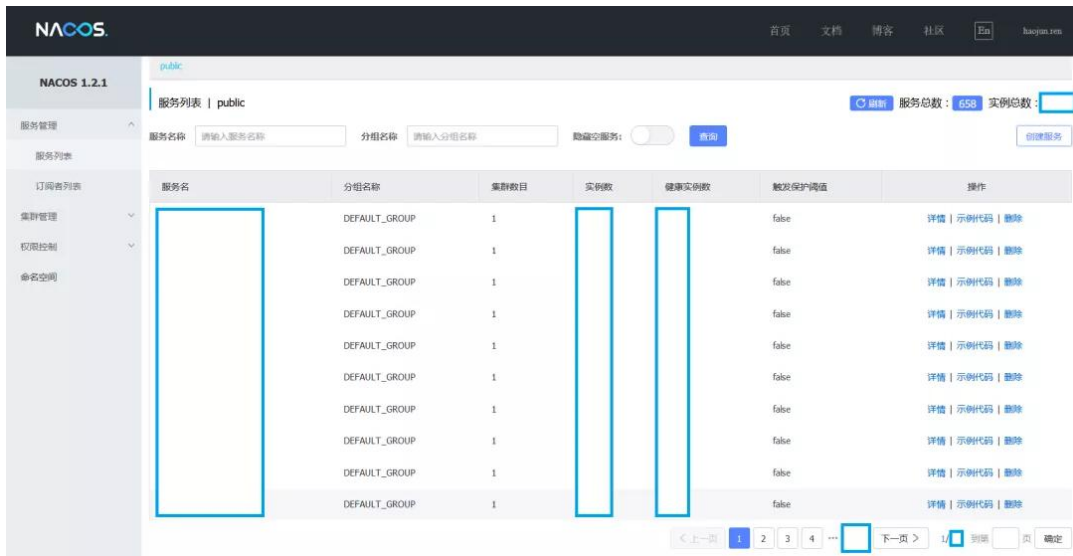 NACOS.
首页 文档 博客 社区 En haojun.ren
NACOS 1.2.1
public
服务列表 | public
刷新 服务总数: 658 实例总数:
服务管理
服务列表
订阅者列表
集群管理
权限控制
命名空间
服务名称 请输入服务名称 分组名称 请输入分组名称 隐藏空服务: 查询 创建服务
服务名 分组名称 集群数目 实例数 健康实例数 触发保护阈值 操作
DEFAULT_GROUP 1 false 详情 | 示例代码 | 删除
DEFAULT_GROUP 1 false 详情 | 示例代码 | 删除
DEFAULT_GROUP 1 false 详情 | 示例代码 | 删除
DEFAULT_GROUP 1 false 详情 | 示例代码 | 删除
DEFAULT_GROUP 1 false 详情 | 示例代码 | 删除
DEFAULT_GROUP 1 false 详情 | 示例代码 | 删除
DEFAULT_GROUP 1 false 详情 | 示例代码 | 删除
DEFAULT_GROUP 1 false 详情 | 示例代码 | 删除
DEFAULT_GROUP 1 false 详情 | 示例代码 | 删除
DEFAULT_GROUP 1 false 详情 | 示例代码 | 删除
< 上一页 1 2 3 4 ... 下一页 > 1/ 到第 页 确定